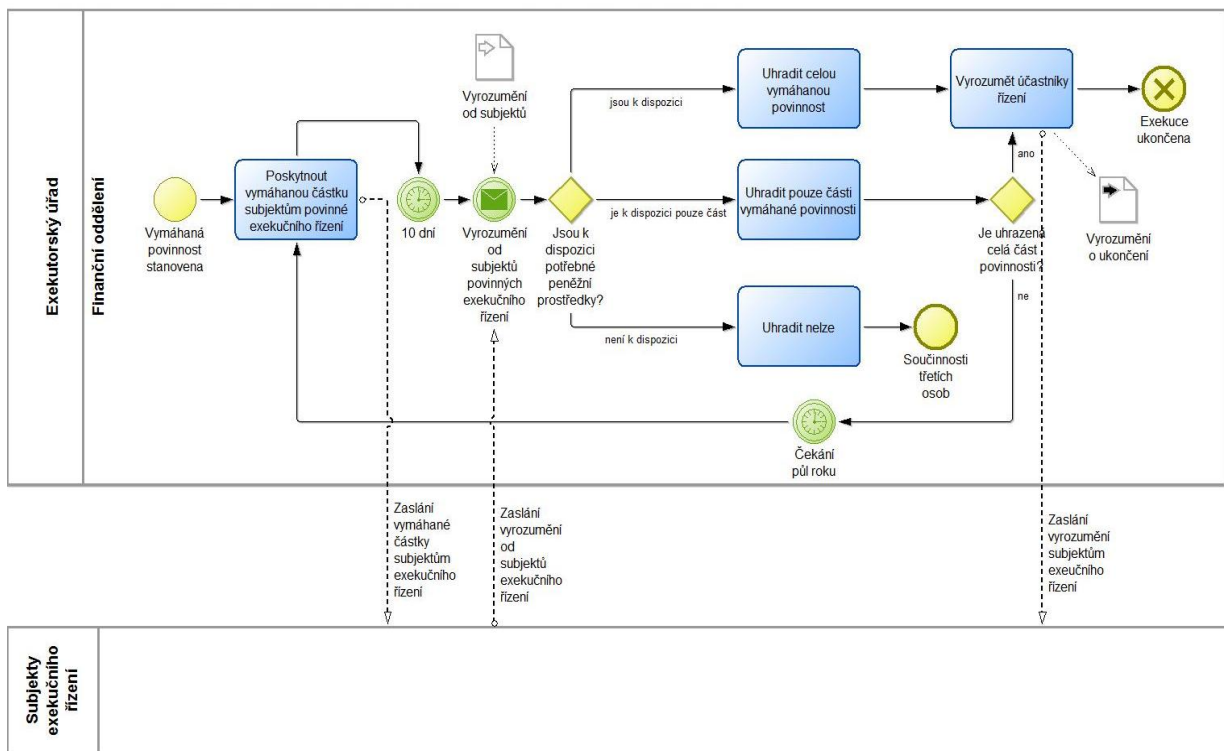 Exekutorský úřad
Finanční oddělení
Vymáhaná
povinnost
stanovena
Poskytnout
vymáhanou částku
subjektům povinné
exekučního řízení
10 dní
Vyrozumění
od subjektů
Vyrozumění
od
subjektů
povinných
exekučního
řízení
Jsou k
dispozici
potřebné
peněžní
prostředky?
jsou k dispozici
je k dispozici pouze část
není k dispozici
Uhradit celou
vymáhanou
povinnost
Uhradit pouze části
vymáhané povinnosti
Uhradit nelze
Součinnosti
třetích
osob
Vyrozumět účastníky
řízení
Exekuce
ukončena
ano
Je uhrazena
celá část
povinnosti?
ne
Vyrozumění
o ukončení
Čekání
půl roku
Zaslání
vymáhané
částky
subjektům
exekučního
řízení
Zaslání
vyrozumění
od
subjektů
exekučního
řízení
Zaslání
vyrozumění
subjektům
exeučního
řízení
Subjekty
exekučního
řízení